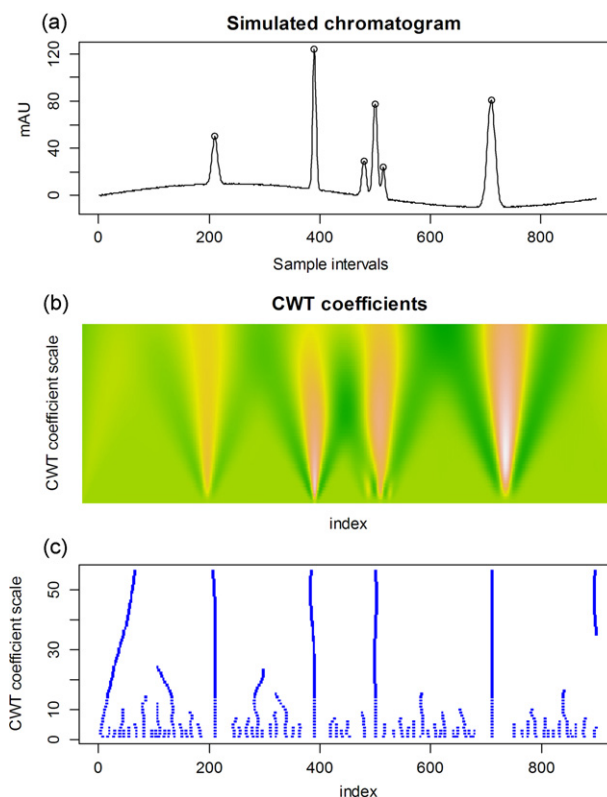 (a) Simulated chromatogram
mAU
0 40 80 120
0 200 400 600 800
Sample intervals
(b) CWT coefficients
CWT coefficient scale
index
(c)
CWT coefficient scale
0 10 30 50
0 200 400 600 800
index